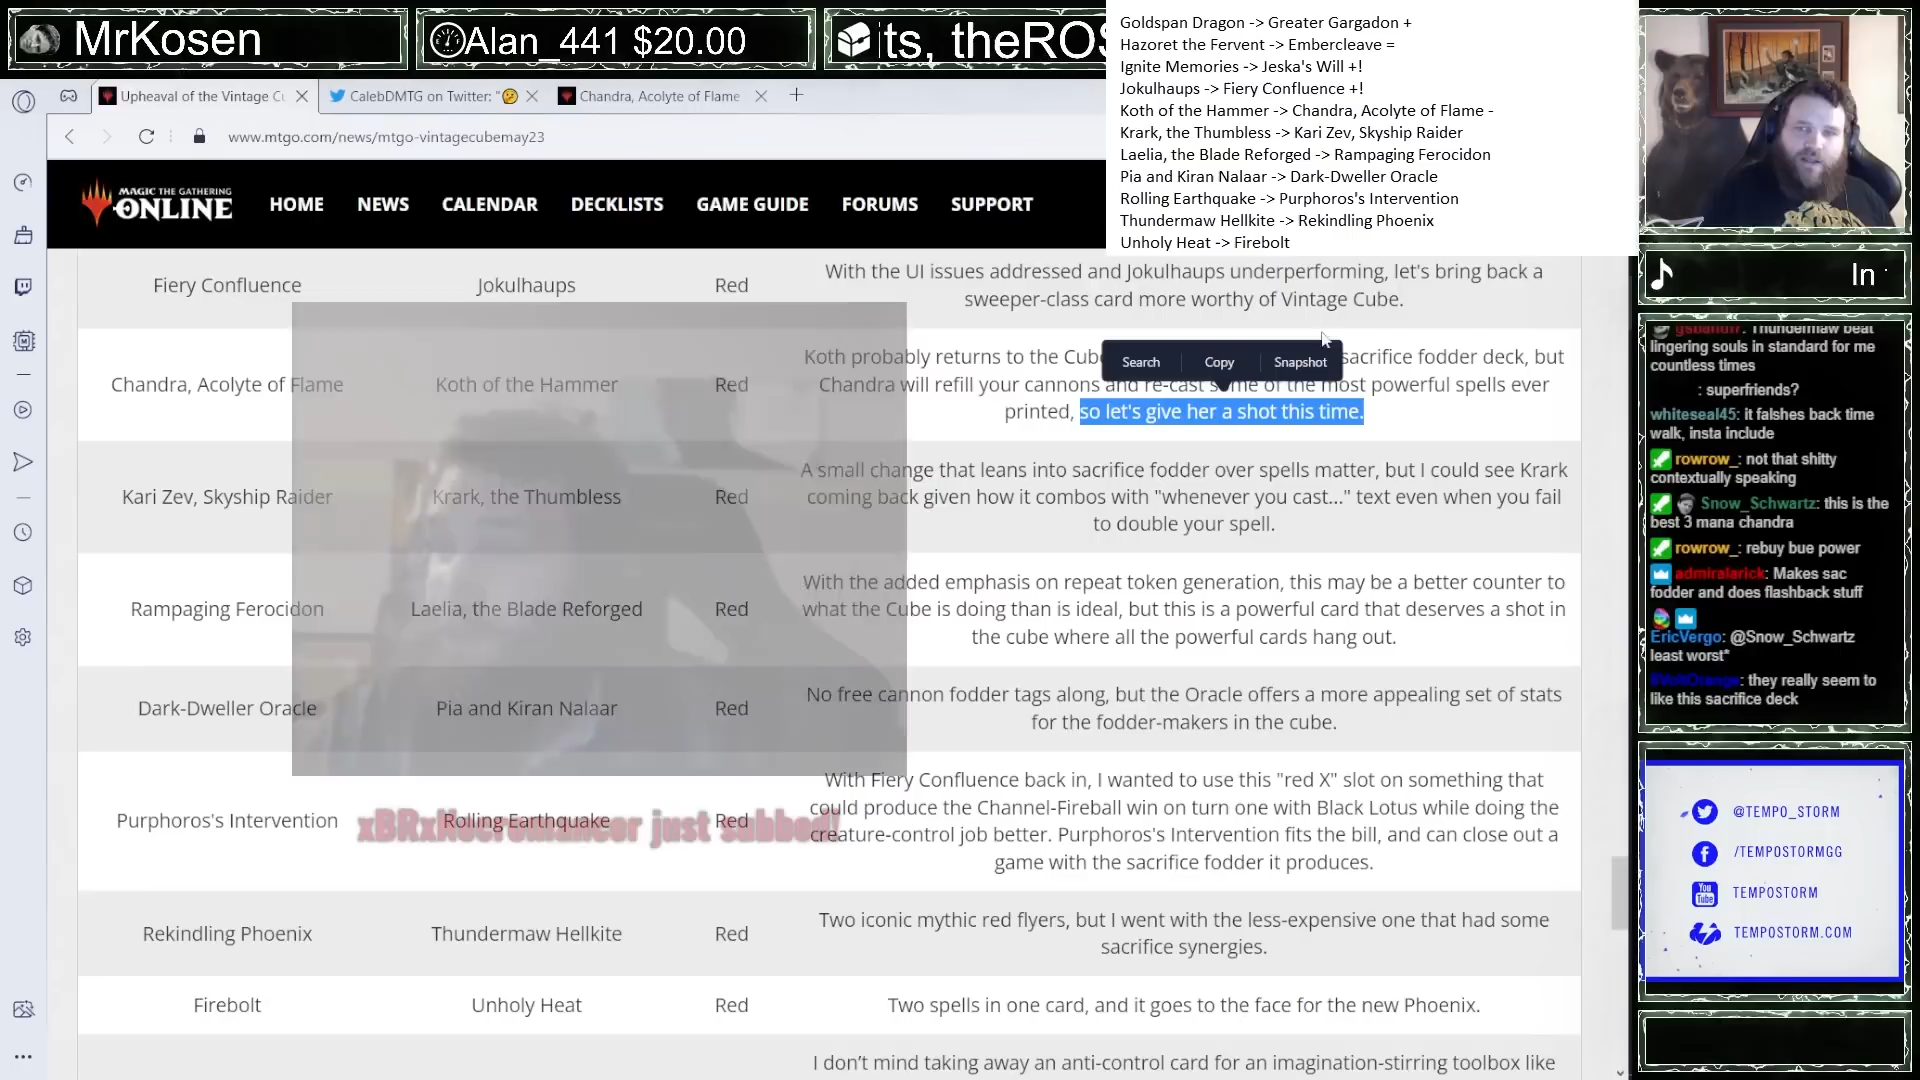 MrKosen
Alan_441 $20.00
its, theROS
Goldspan Dragon -> Greater Gargadon +
Hazoret the Fervent -> Embercleave =
Ignite Memories -> Jeska's Will +!
Jokulhaups -> Fiery Confluence +!
Koth of the Hammer -> Chandra, Acolyte of Flame -
Krark, the Thumbless -> Kari Zev, Skyship Raider
Laelia, the Blade Reforged -> Rampaging Ferocidon
Pia and Kiran Nalaar -> Dark-Dweller Oracle
Rolling Earthquake -> Purphoros's Intervention
Thundermaw Hellkite -> Rekindling Phoenix
Unholy Heat -> Firebolt
Upheaval of the Vintage Cu
CalebDMTG on Twitter: "
Chandra, Acolyte of Flame
www.mtgo.com/news/mtgo-vintagecubemay23
MAGIC THE GATHERING
ONLINE
HOME NEWS CALENDAR DECKLISTS GAME GUIDE FORUMS SUPPORT
Fiery Confluence Jokulhaups Red
With the UI issues addressed and Jokulhaups underperforming, let's bring back a
sweeper-class card more worthy of Vintage Cube.
Search Copy Snapshot
Chandra, Acolyte of Flame Koth of the Hammer Red
Koth probably returns to the Cube sacrifice fodder deck, but
Chandra will refill your cannons and re-cast some of the most powerful spells ever
printed, so let's give her a shot this time.
Kari Zev, Skyship Raider Krark, the Thumbless Red
A small change that leans into sacrifice fodder over spells matter, but I could see Krark
coming back given how it combos with "whenever you cast..." text even when you fail
to double your spell.
Rampaging Ferocidon Laelia, the Blade Reforged Red
With the added emphasis on repeat token generation, this may be a better counter to
what the Cube is doing than is ideal, but this is a powerful card that deserves a shot in
the cube where all the powerful cards hang out.
Dark-Dweller Oracle Pia and Kiran Nalaar Red
No free cannon fodder tags along, but the Oracle offers a more appealing set of stats
for the fodder-makers in the cube.
Purphoros's Intervention Rolling Earthquake Red
With Fiery Confluence back in, I wanted to use this "red X" slot on something that
could produce the Channel-Fireball win on turn one with Black Lotus while doing the
creature-control job better. Purphoros's Intervention fits the bill, and can close out a
game with the sacrifice fodder it produces.
xBRxNecromancer just subbed!
Rekindling Phoenix Thundermaw Hellkite Red
Two iconic mythic red flyers, but I went with the less-expensive one that had some
sacrifice synergies.
Firebolt Unholy Heat Red
Two spells in one card, and it goes to the face for the new Phoenix.
I don't mind taking away an anti-control card for an imagination-stirring toolbox like
In
Thundermaw beat
lingering souls in standard for me
countless times
: superfriends?
whiteseal45: it falshes back time
walk, insta include
rowrow_: not that shitty
contextually speaking
Snow_Schwartz: this is the
best 3 mana chandra
rowrow_: rebuy bue power
admiralarick: Makes sac
fodder and does flashback stuff
EricVergo: @Snow_Schwartz
least worst*
: they really seem to
like this sacrifice deck
@TEMPO_STORM
/TEMPOSTORMGG
You
Tube
TEMPOSTORM
TEMPOSTORM.COM